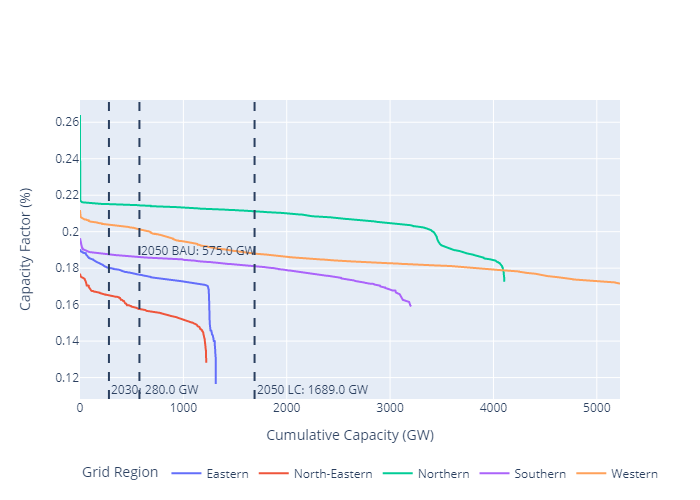 0.26
0.24
0.22
0.2
0.18
0.16
0.14
0.12
Capacity Factor (%)
2050 BAU: 575.0 GW
2030: 280.0 GW
2050 LC: 1689.0 GW
0 1000 2000 3000 4000 5000
Cumulative Capacity (GW)
Grid Region Eastern North-Eastern Northern Southern Western